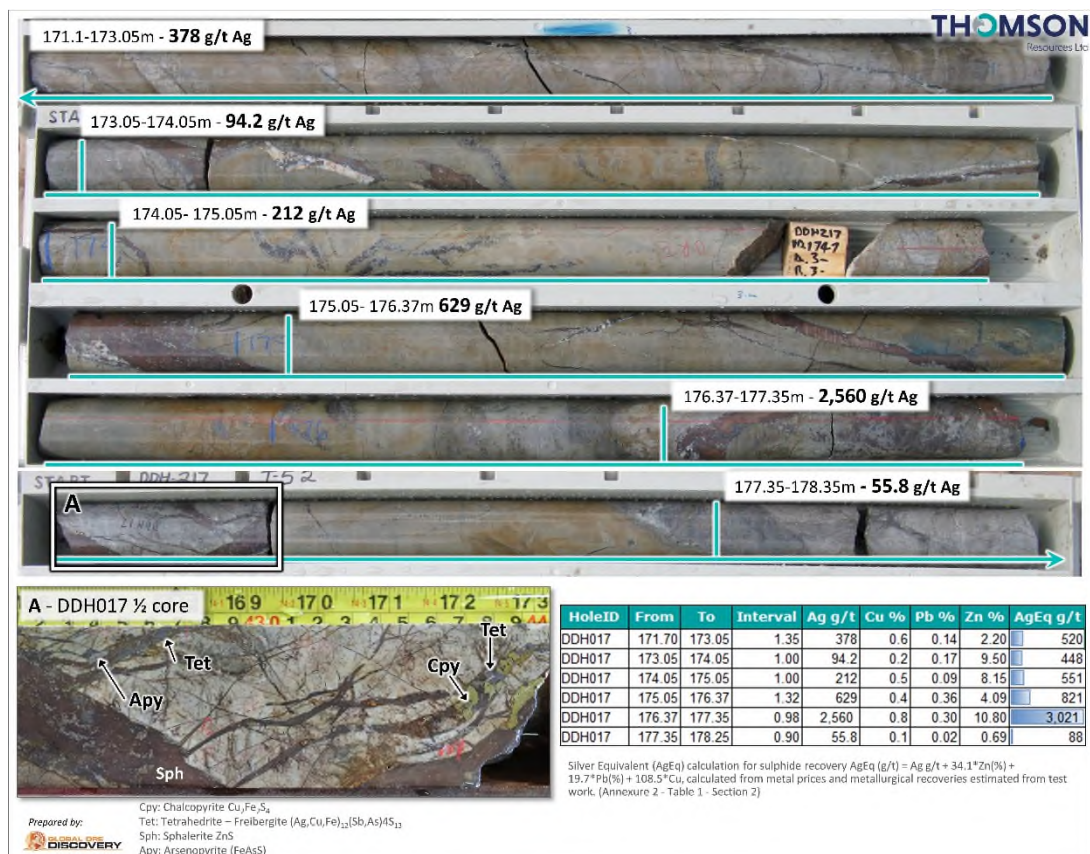 THOMSON
Resources Ltd
171.1-173.05m - 378 g/t Ag
173.05-174.05m - 94.2 g/t Ag
174.05- 175.05m - 212 g/t Ag
DDH217
175.05- 176.37m 629 g/t Ag
176.37-177.35m - 2,560 g/t Ag
START DDH-217 T-52
A
177.35-178.35m - 55.8 g/t Ag
A - DDH017 ½ core
16 9 17 0 17 1 17 2 17 3
Tet
Tet
Cpy
Apy
Sph
HoleID From To Interval Ag g/t Cu % Pb % Zn % AgEq g/t
DDH017 171.70 173.05 1.35 378 0.6 0.14 2.20 520
DDH017 173.05 174.05 1.00 94.2 0.2 0.17 9.50 448
DDH017 174.05 175.05 1.00 212 0.5 0.09 8.15 551
DDH017 175.05 176.37 1.32 629 0.4 0.36 4.09 821
DDH017 176.37 177.35 0.98 2,560 0.8 0.30 10.80 3,021
DDH017 177.35 178.25 0.90 55.8 0.1 0.02 0.69 88
Silver Equivalent (AgEq) calculation for sulphide recovery AgEq (g/t) = Ag g/t + 34.1*Zn(%) +
19.7*Pb(%) + 108.5*Cu, calculated from metal prices and metallurgical recoveries estimated from test
work. (Annexure 2 - Table 1 - Section 2)
Cpy: Chalcopyrite Cu₂Fe₂S₄
Tet: Tetrahedrite – Freibergite (Ag,Cu,Fe)₁₂(Sb,As)4S₁₃
Sph: Sphalerite ZnS
Apy: Arsenopyrite (FeAsS)
Prepared by:
GLOBAL ORE
DISCOVERY